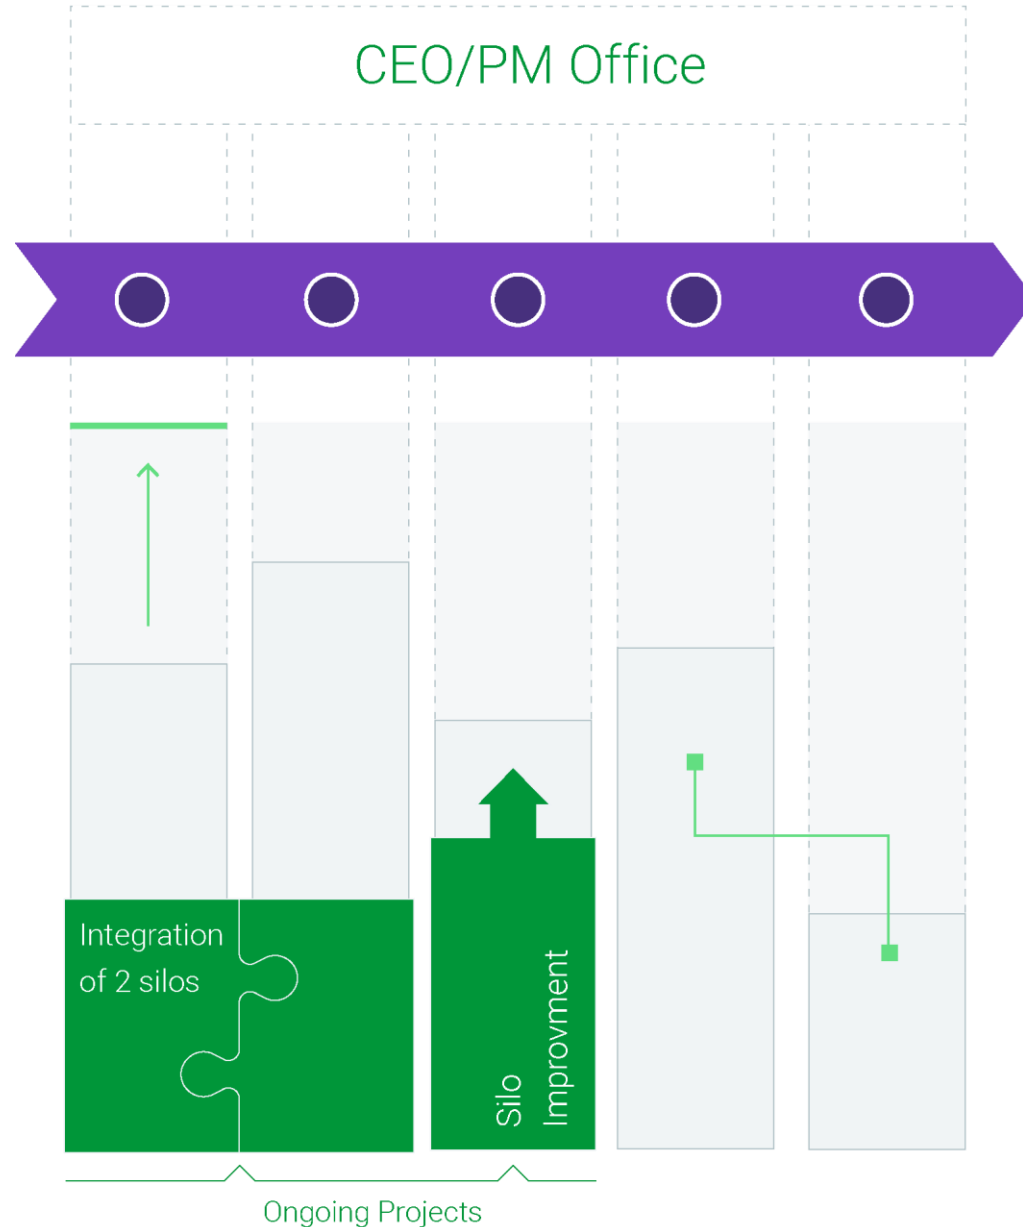 CEO/PM Office
Integration
of 2 silos
Silo
Improvment
Ongoing Projects